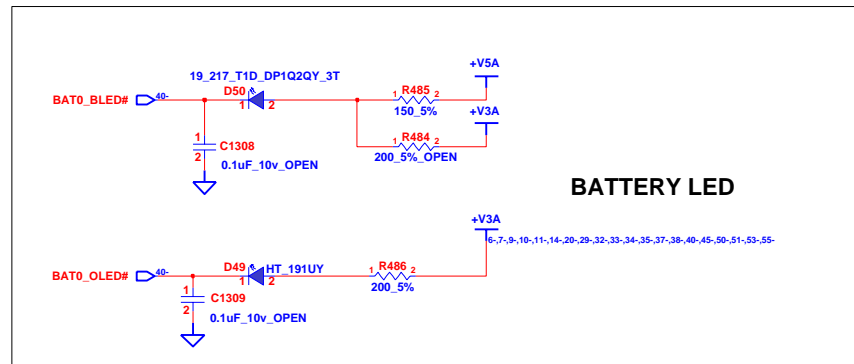 +V5A
19_217_T1D_DP1Q2QY_3T
D50
1 R485 2
BAT0_BLED# 40-
1 2
150_5%
+V3A
1
C1308
2
1 R484 2
0.1uF_10v_OPEN
200_5%_OPEN
BATTERY LED
+V3A
6-,7-,9-,10-,11-,14-,20-,29-,32-,33-,34-,35-,37-,38-,40-,45-,50-,51-,53-,55-
D49 HT_191UY
1 R486 2
BAT0_OLED# 40-
1 2
200_5%
1
C1309
2
0.1uF_10v_OPEN